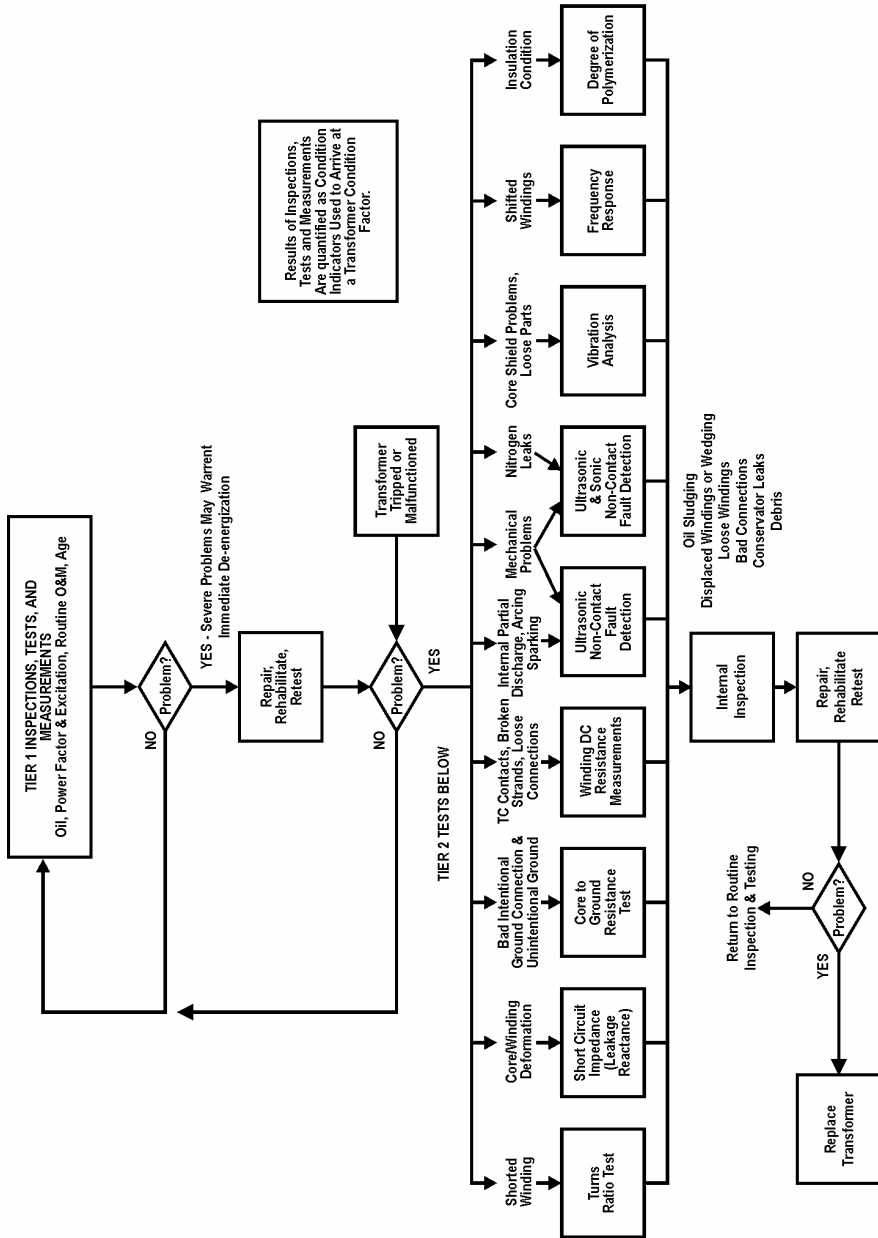 TIER 1 INSPECTIONS, TESTS, AND
MEASUREMENTS
Oil, Power Factor & Excitation, Routine O&M, Age
Problem?
NO
YES - Severe Problems May Warrent
Immediate De-energization
Repair,
Rehabilitate,
Retest
Results of Inspections,
Tests and Measurements
Are quantified as Condition
Indicators Used to Arrive at
a Transformer Condition
Factor.
Transformer
Tripped or
Malfunctioned
Problem?
NO
YES
TIER 2 TESTS BELOW
Shorted
Winding
Core/Winding
Deformation
Bad Intentional
Ground Connection &
Unintentional Ground
TC Contacts, Broken
Strands, Loose
Connections
Internal Partial
Discharge, Arcing
Sparking
Mechanical
Problems
Nitrogen
Leaks
Core Shield Problems,
Loose Parts
Shifted
Windings
Insulation
Condition
Turns
Ratio Test
Short Circuit
Impedance
(Leakage
Reactance)
Core to
Ground
Resistance
Test
Winding DC
Resistance
Measurements
Ultrasonic
Non-Contact
Fault
Detection
Ultrasonic
& Sonic
Non-Contact
Fault Detection
Vibration
Analysis
Frequency
Response
Degree of
Polymerization
Internal
Inspection
Oil Sludging
Displaced Windings or Wedging
Loose Windings
Bad Connections
Conservator Leaks
Debris
Repair,
Rehabilitate
Retest
Problem?
NO
Return to Routine
Inspection & Testing
YES
Replace
Transformer